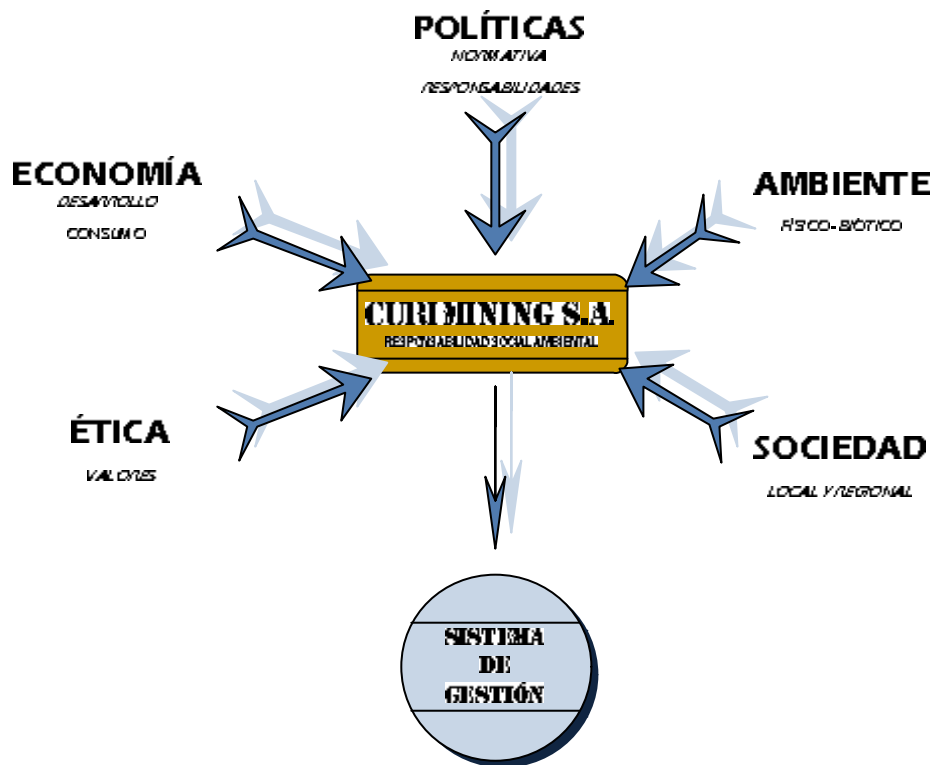 POLÍTICAS
NORMATIVA
RESPONSABILIDADES
ECONOMÍA
DESARROLLO
CONSUMO
AMBIENTE
FÍSICO-BIÓTICO
CURIMINING S.A.
RESPONSABILIDAD SOCIAL AMBIENTAL
ÉTICA
VALORES
SOCIEDAD
LOCAL Y REGIONAL
SISTEMA
DE
GESTIÓN